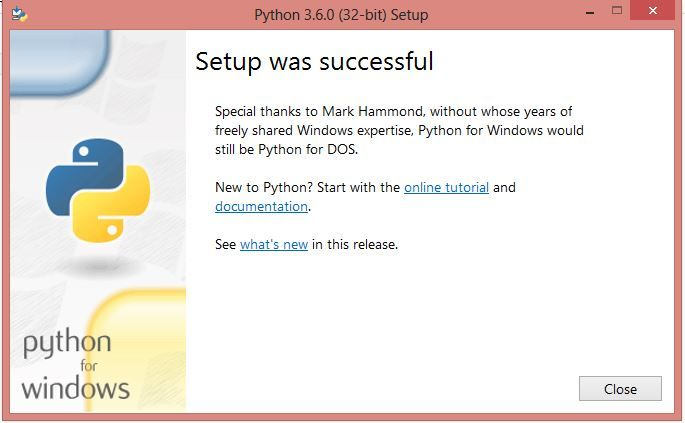 Python 3.6.0 (32-bit) Setup
Setup was successful
Special thanks to Mark Hammond, without whose years of
freely shared Windows expertise, Python for Windows would
still be Python for DOS.
New to Python? Start with the online tutorial and
documentation.
See what's new in this release.
python
for
windows
Close